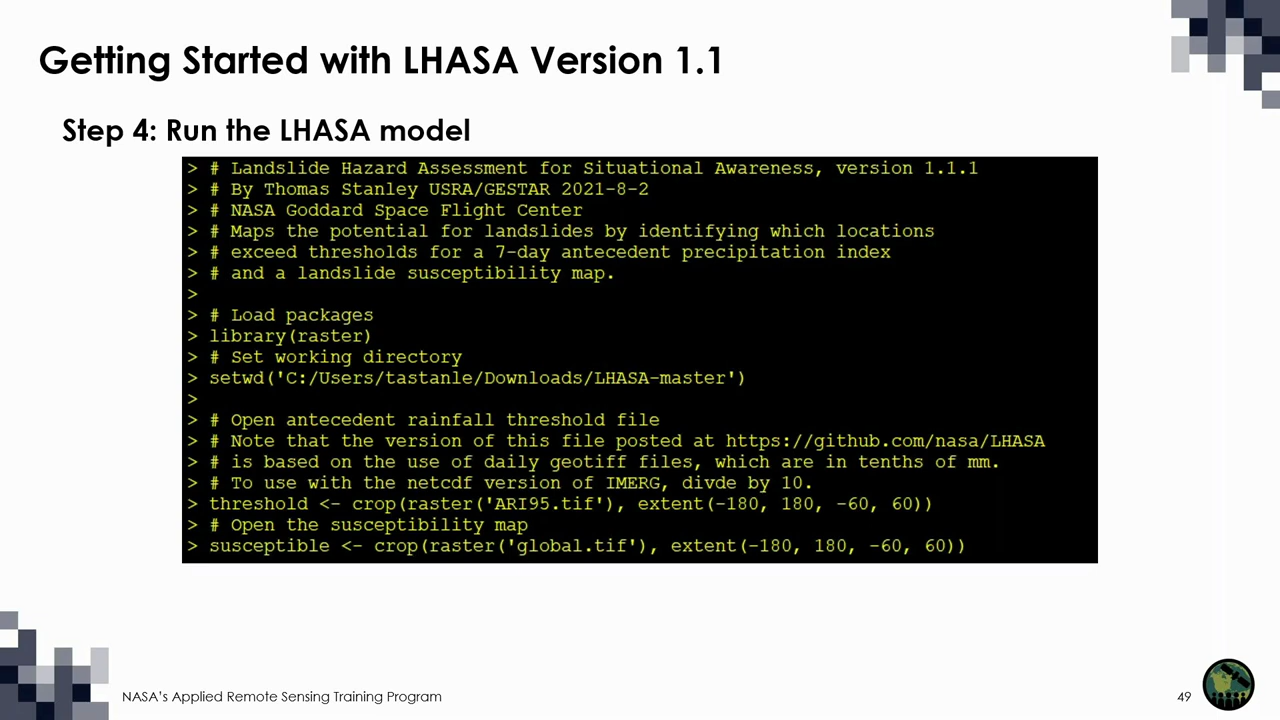 Getting Started with LHASA Version 1.1
Step 4: Run the LHASA model
> # Landslide Hazard Assessment for Situational Awareness, version 1.1.1
> # By Thomas Stanley USRA/GESTAR 2021-8-2
> # NASA Goddard Space Flight Center
> # Maps the potential for landslides by identifying which locations
> # exceed thresholds for a 7-day antecedent precipitation index
> # and a landslide susceptibility map.
>
> # Load packages
> library(raster)
> # Set working directory
> setwd('C:/Users/tastanle/Downloads/LHASA-master')
>
> # Open antecedent rainfall threshold file
> # Note that the version of this file posted at https://github.com/nasa/LHASA
> # is based on the use of daily geotiff files, which are in tenths of mm.
> # To use with the netcdf version of IMERG, divde by 10.
> threshold <- crop(raster('ARI95.tif'), extent(-180, 180, -60, 60))
> # Open the susceptibility map
> susceptible <- crop(raster('global.tif'), extent(-180, 180, -60, 60))
NASA's Applied Remote Sensing Training Program
49